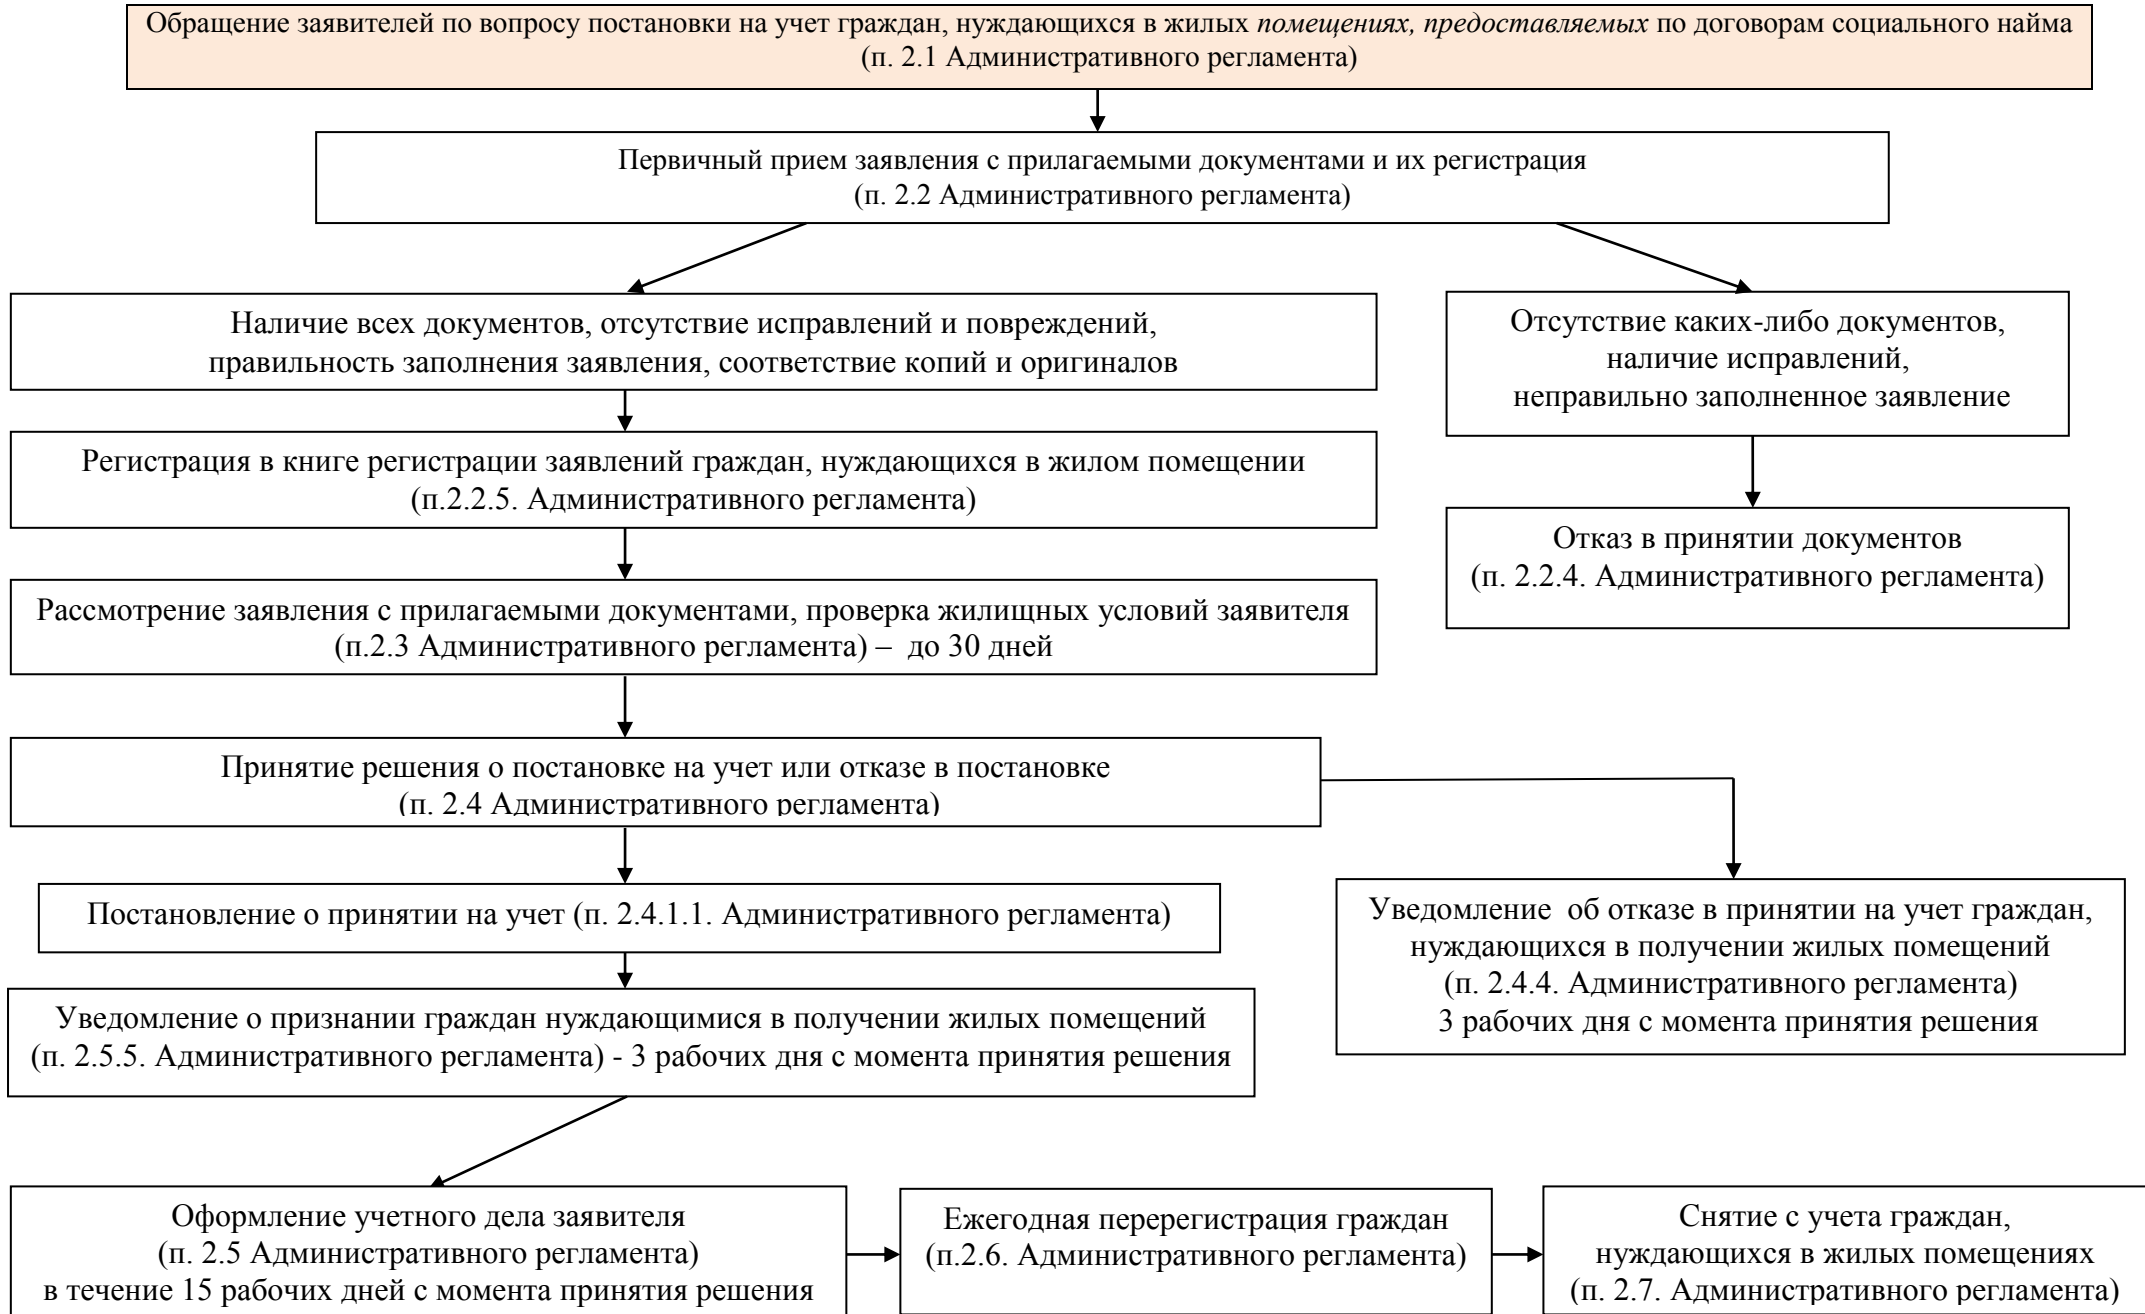 Обращение заявителей по вопросу постановки на учет граждан, нуждающихся в жилых помещениях, предоставляемых по договорам социального найма
(п. 2.1 Административного регламента)
Первичный прием заявления с прилагаемыми документами и их регистрация
(п. 2.2 Административного регламента)
Наличие всех документов, отсутствие исправлений и повреждений,
правильность заполнения заявления, соответствие копий и оригиналов
Отсутствие каких-либо документов,
наличие исправлений,
неправильно заполненное заявление
Регистрация в книге регистрации заявлений граждан, нуждающихся в жилом помещении
(п.2.2.5. Административного регламента)
Отказ в принятии документов
(п. 2.2.4. Административного регламента)
Рассмотрение заявления с прилагаемыми документами, проверка жилищных условий заявителя
(п.2.3 Административного регламента) – до 30 дней
Принятие решения о постановке на учет или отказе в постановке
(п. 2.4 Административного регламента)
Постановление о принятии на учет (п. 2.4.1.1. Административного регламента)
Уведомление об отказе в принятии на учет граждан,
нуждающихся в получении жилых помещений
(п. 2.4.4. Административного регламента)
3 рабочих дня с момента принятия решения
Уведомление о признании граждан нуждающимися в получении жилых помещений
(п. 2.5.5. Административного регламента) - 3 рабочих дня с момента принятия решения
Оформление учетного дела заявителя
(п. 2.5 Административного регламента)
в течение 15 рабочих дней с момента принятия решения
Ежегодная перерегистрация граждан
(п.2.6. Административного регламента)
Снятие с учета граждан,
нуждающихся в жилых помещениях
(п. 2.7. Административного регламента)